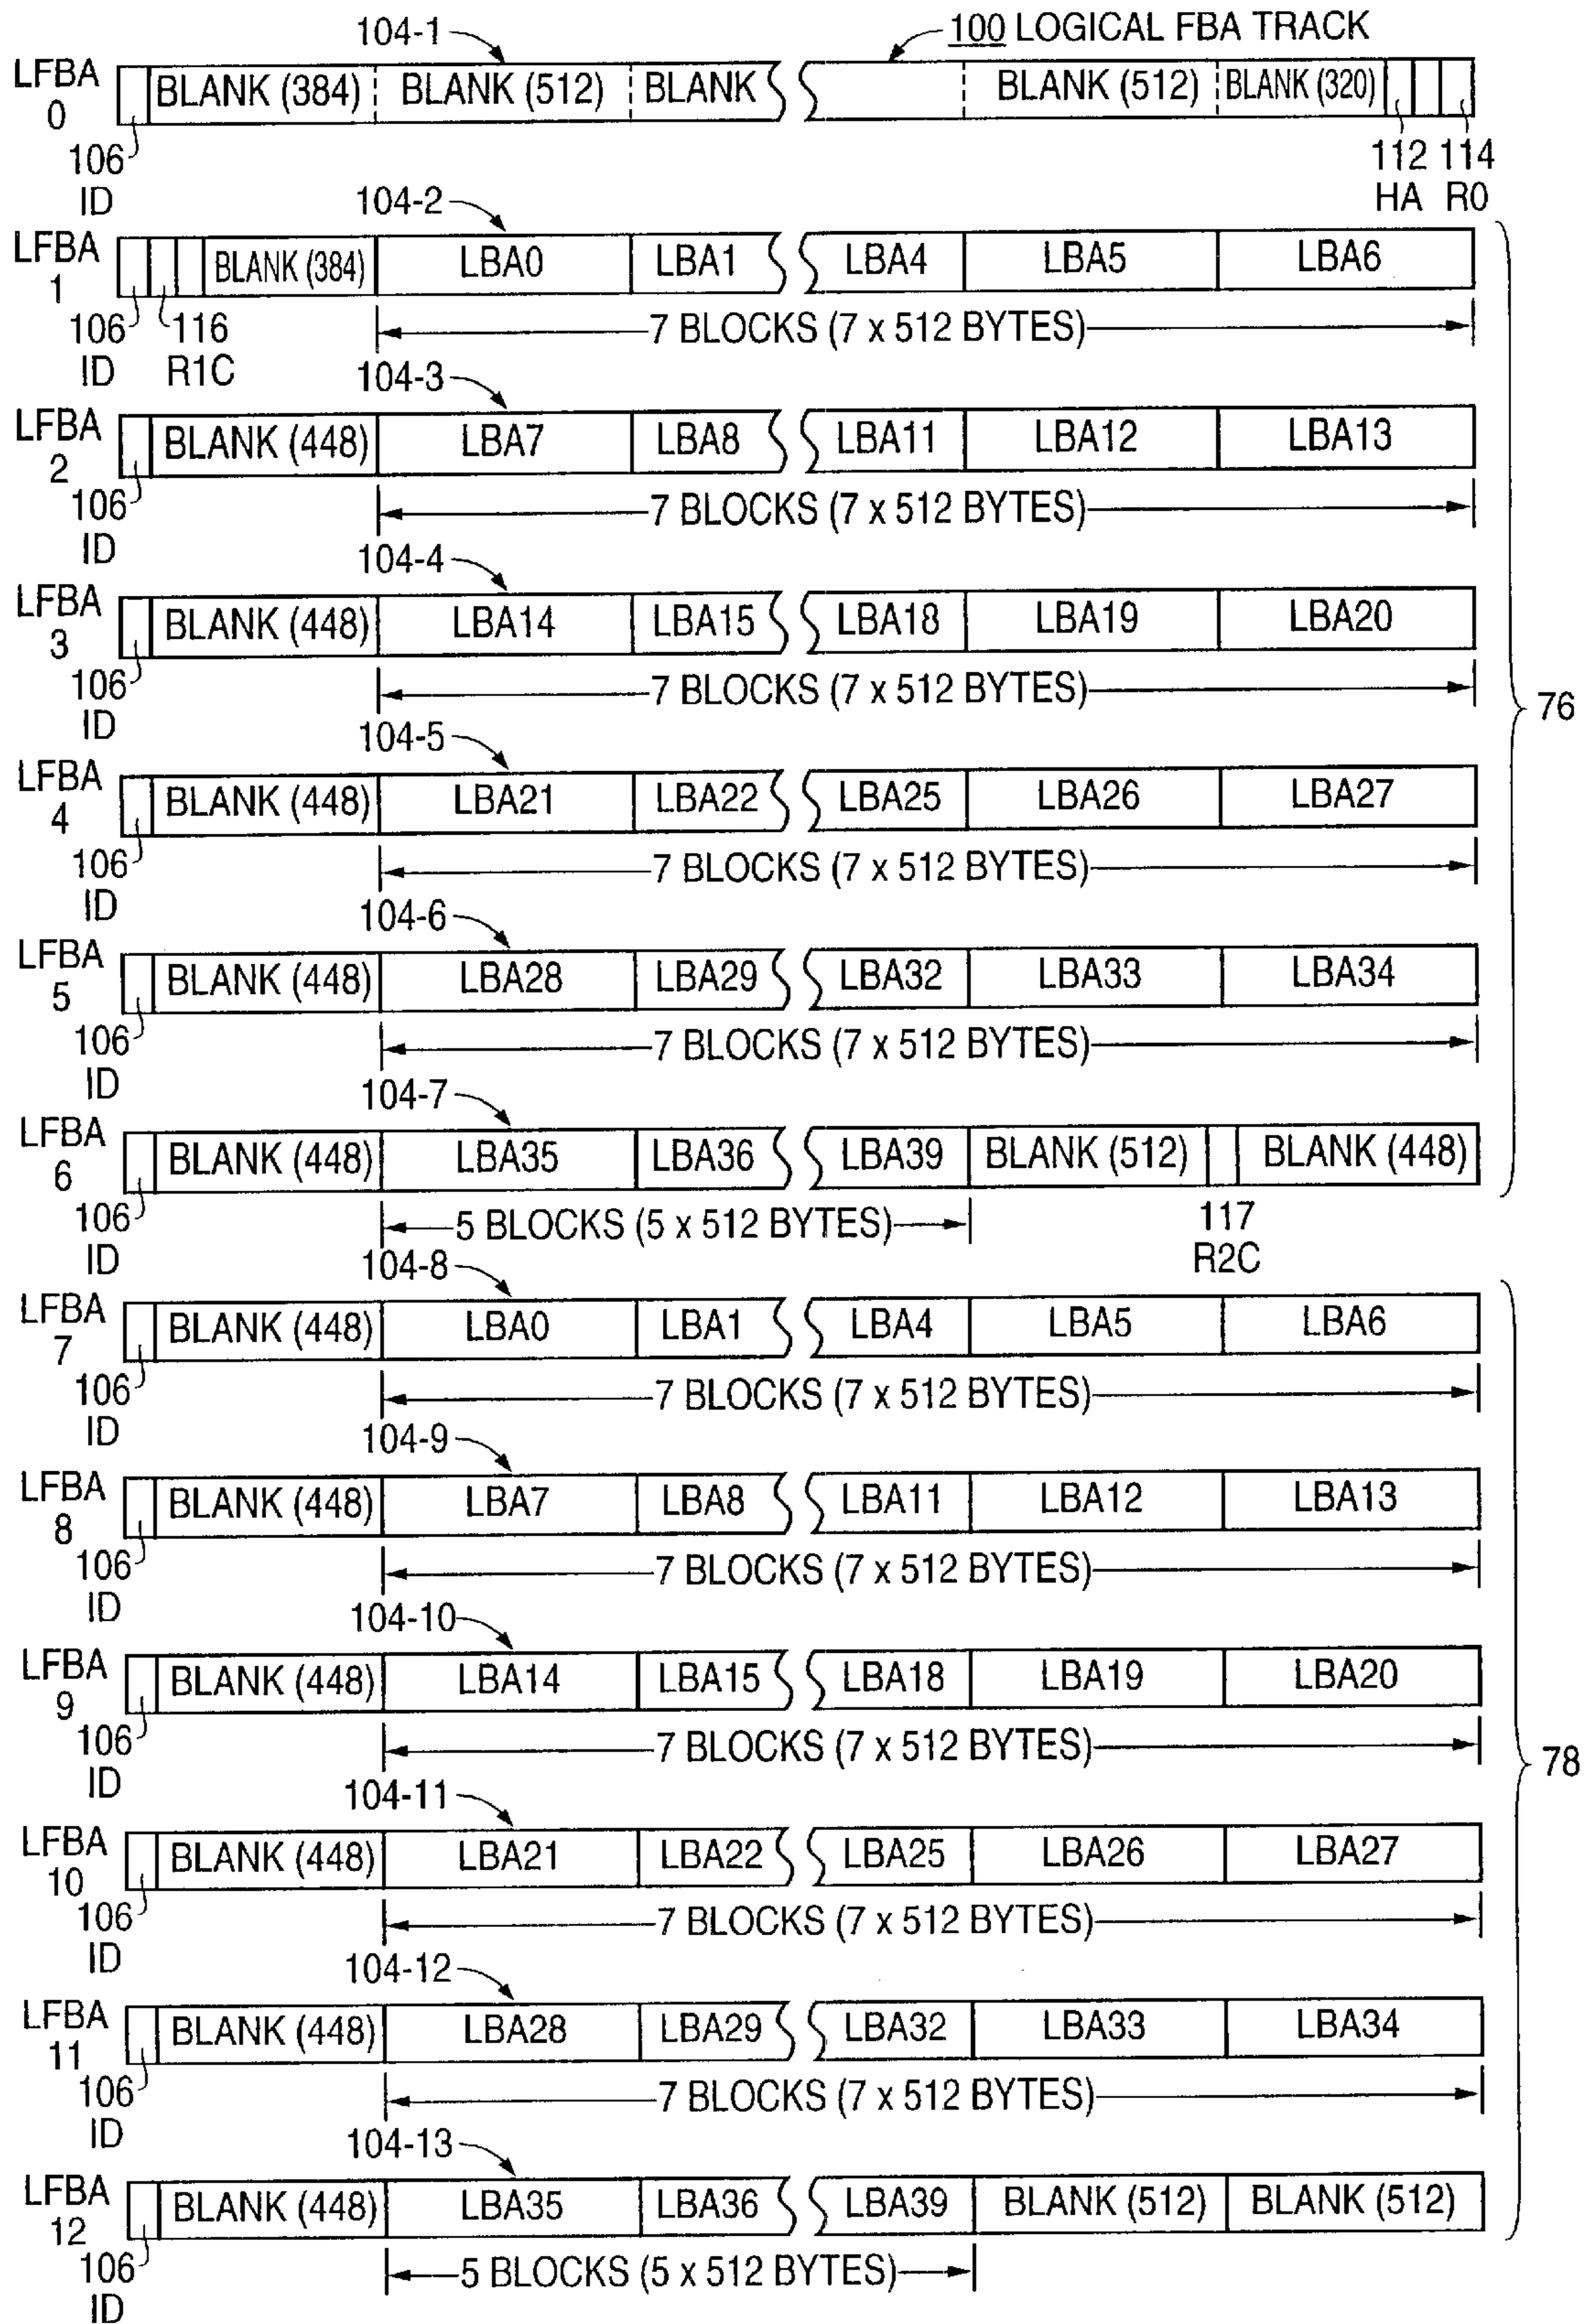 104-1 100 LOGICAL FBA TRACK
LFBA 0 BLANK (384) BLANK (512) BLANK BLANK (512) BLANK (320)
106 ID 112 HA 114 R0
104-2
LFBA 1 BLANK (384) LBA0 LBA1 LBA4 LBA5 LBA6
106 ID 116 R1C 7 BLOCKS (7 x 512 BYTES)
104-3
LFBA 2 BLANK (448) LBA7 LBA8 LBA11 LBA12 LBA13
106 ID 7 BLOCKS (7 x 512 BYTES)
104-4
LFBA 3 BLANK (448) LBA14 LBA15 LBA18 LBA19 LBA20
106 ID 7 BLOCKS (7 x 512 BYTES)
76
104-5
LFBA 4 BLANK (448) LBA21 LBA22 LBA25 LBA26 LBA27
106 ID 7 BLOCKS (7 x 512 BYTES)
104-6
LFBA 5 BLANK (448) LBA28 LBA29 LBA32 LBA33 LBA34
106 ID 7 BLOCKS (7 x 512 BYTES)
104-7
LFBA 6 BLANK (448) LBA35 LBA36 LBA39 BLANK (512) BLANK (448)
106 ID 5 BLOCKS (5 x 512 BYTES) 117 R2C
104-8
LFBA 7 BLANK (448) LBA0 LBA1 LBA4 LBA5 LBA6
106 ID 7 BLOCKS (7 x 512 BYTES)
104-9
LFBA 8 BLANK (448) LBA7 LBA8 LBA11 LBA12 LBA13
106 ID 7 BLOCKS (7 x 512 BYTES)
104-10
LFBA 9 BLANK (448) LBA14 LBA15 LBA18 LBA19 LBA20
106 ID 7 BLOCKS (7 x 512 BYTES)
78
104-11
LFBA 10 BLANK (448) LBA21 LBA22 LBA25 LBA26 LBA27
106 ID 7 BLOCKS (7 x 512 BYTES)
104-12
LFBA 11 BLANK (448) LBA28 LBA29 LBA32 LBA33 LBA34
106 ID 7 BLOCKS (7 x 512 BYTES)
104-13
LFBA 12 BLANK (448) LBA35 LBA36 LBA39 BLANK (512) BLANK (512)
106 ID 5 BLOCKS (5 x 512 BYTES)